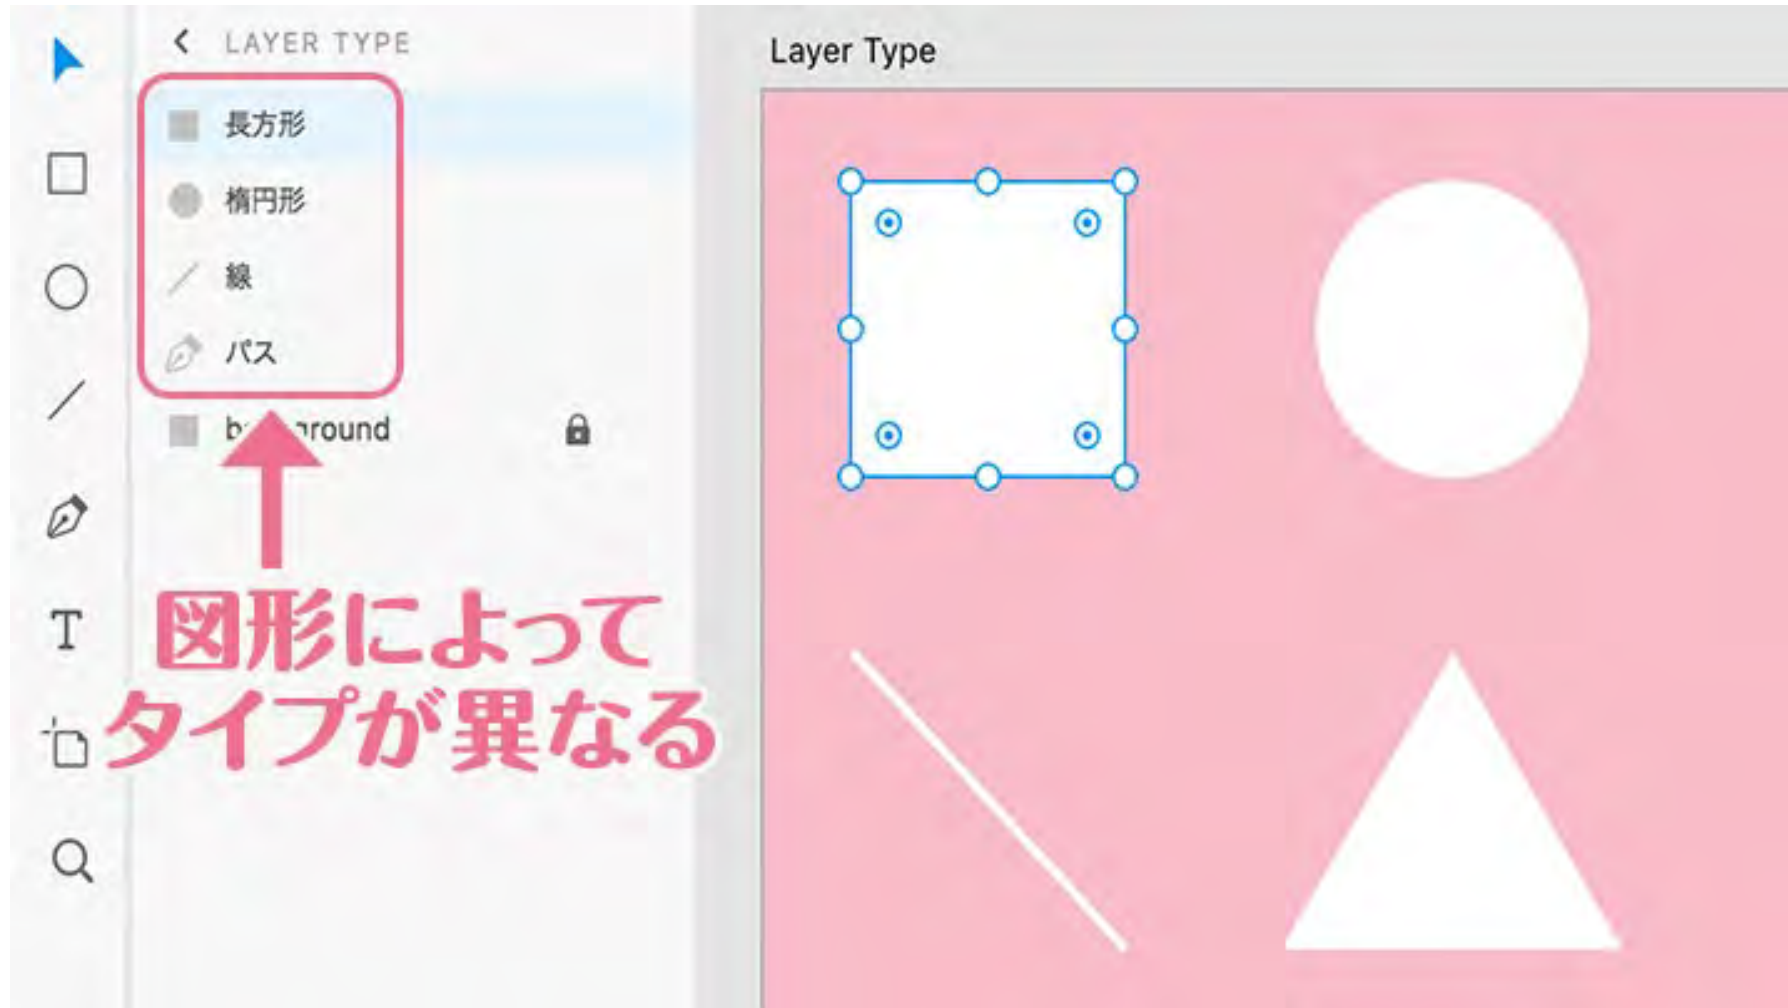 LAYER TYPE
Layer Type
長方形
楕円形
線
パス
図形によって
タイプが異なる